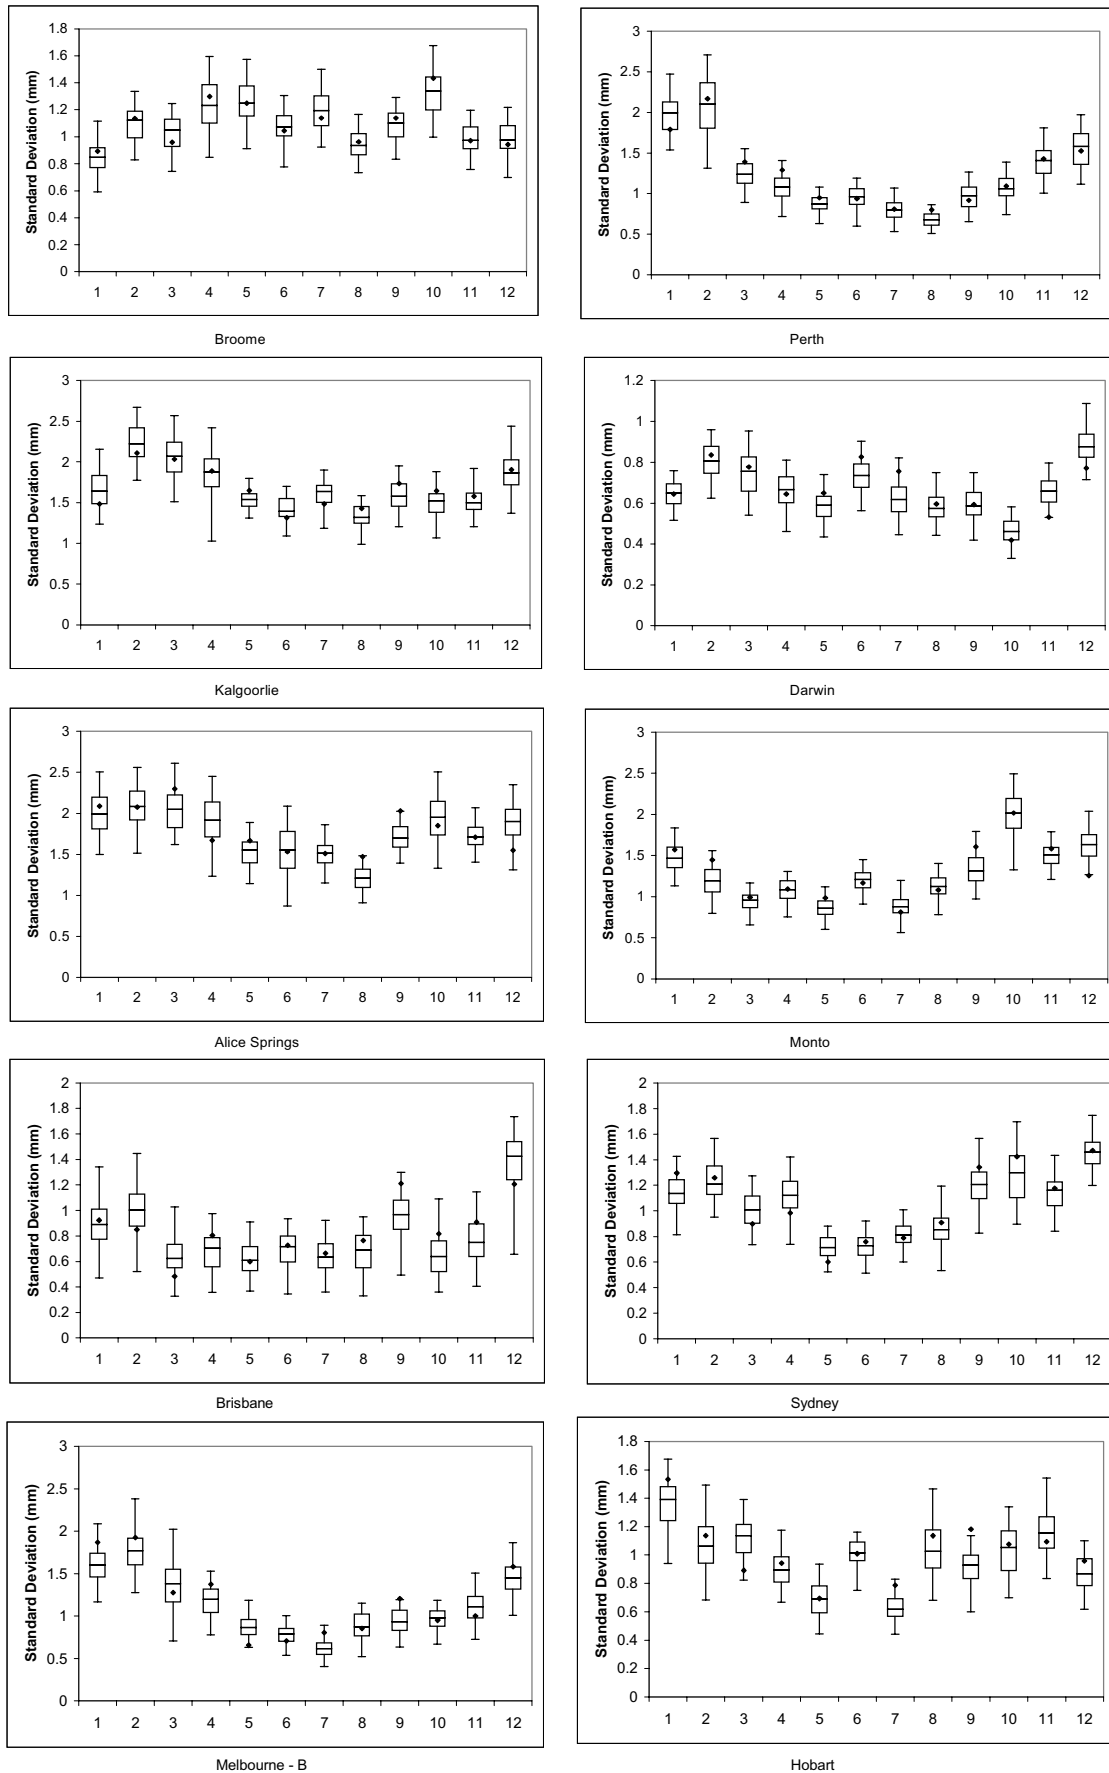 Standard Deviation (mm)
1.8
1.6
1.4
1.2
1
0.8
0.6
0.4
0.2
0
1 2 3 4 5 6 7 8 9 10 11 12
Broome
Standard Deviation (mm)
3
2.5
2
1.5
1
0.5
0
1 2 3 4 5 6 7 8 9 10 11 12
Perth
Standard Deviation (mm)
3
2.5
2
1.5
1
0.5
0
1 2 3 4 5 6 7 8 9 10 11 12
Kalgoorlie
Standard Deviation (mm)
1.2
1
0.8
0.6
0.4
0.2
0
1 2 3 4 5 6 7 8 9 10 11 12
Darwin
Standard Deviation (mm)
3
2.5
2
1.5
1
0.5
0
1 2 3 4 5 6 7 8 9 10 11 12
Alice Springs
Standard Deviation (mm)
3
2.5
2
1.5
1
0.5
0
1 2 3 4 5 6 7 8 9 10 11 12
Monto
Standard Deviation (mm)
2
1.8
1.6
1.4
1.2
1
0.8
0.6
0.4
0.2
0
1 2 3 4 5 6 7 8 9 10 11 12
Brisbane
Standard Deviation (mm)
2
1.8
1.6
1.4
1.2
1
0.8
0.6
0.4
0.2
0
1 2 3 4 5 6 7 8 9 10 11 12
Sydney
Standard Deviation (mm)
3
2.5
2
1.5
1
0.5
0
1 2 3 4 5 6 7 8 9 10 11 12
Melbourne - B
Standard Deviation (mm)
1.8
1.6
1.4
1.2
1
0.8
0.6
0.4
0.2
0
1 2 3 4 5 6 7 8 9 10 11 12
Hobart